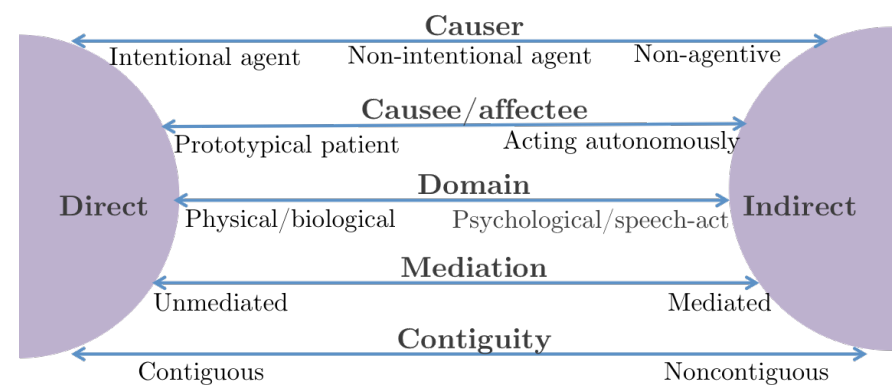 Causer
Intentional agent Non-intentional agent Non-agentive
Causee/affectee
Prototypical patient Acting autonomously
Domain
Direct Indirect
Physical/biological Psychological/speech-act
Mediation
Unmediated Mediated
Contiguity
Contiguous Noncontiguous